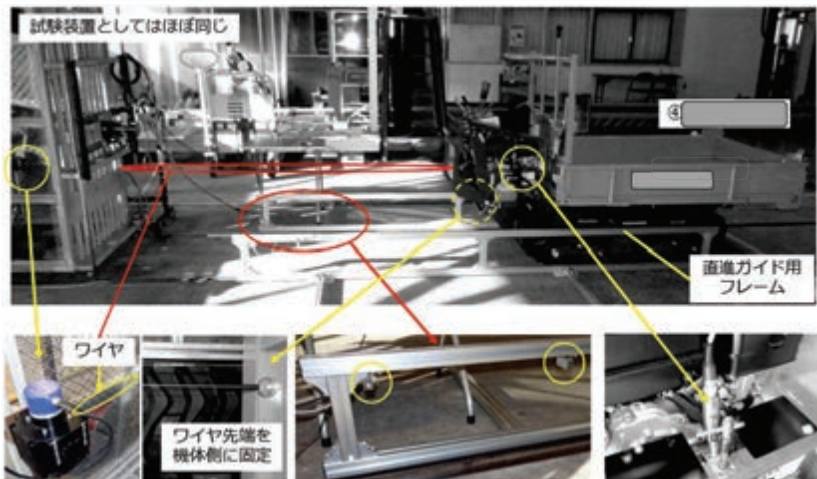 試験装置としてはほぼ同じ
④
直進ガイド用
フレーム
ワイヤ
ワイヤ先端を
機体側に固定